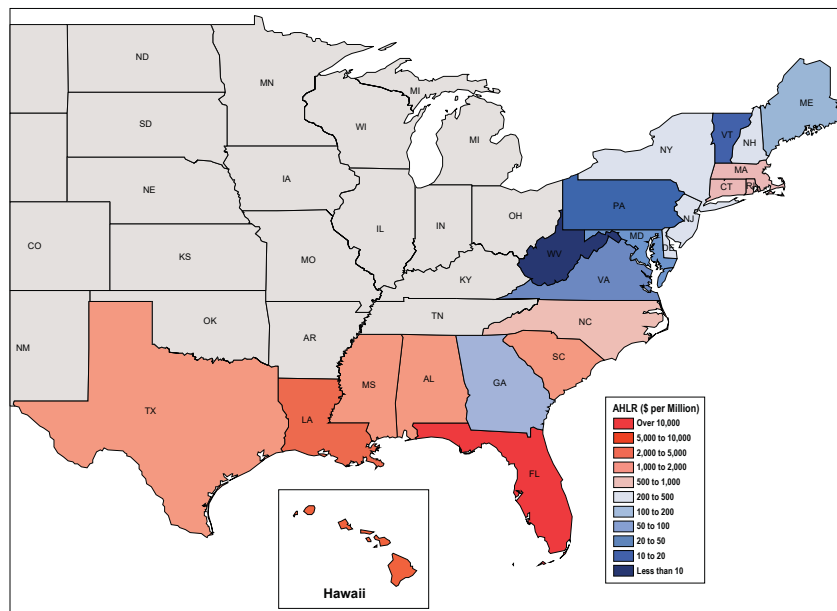 ND
MN
MI
ME
VT
NH
SD
WI
MI
NY
MA
CT
RI
IA
NE
PA
NJ
OH
IL
IN
MD
DE
CO
WV
KS
MO
VA
KY
NC
TN
OK
AR
NM
SC
MS
AL
GA
TX
LA
FL
AHLR ($ per Million)
Over 10,000
5,000 to 10,000
2,000 to 5,000
1,000 to 2,000
500 to 1,000
200 to 500
100 to 200
50 to 100
20 to 50
10 to 20
Less than 10
Hawaii